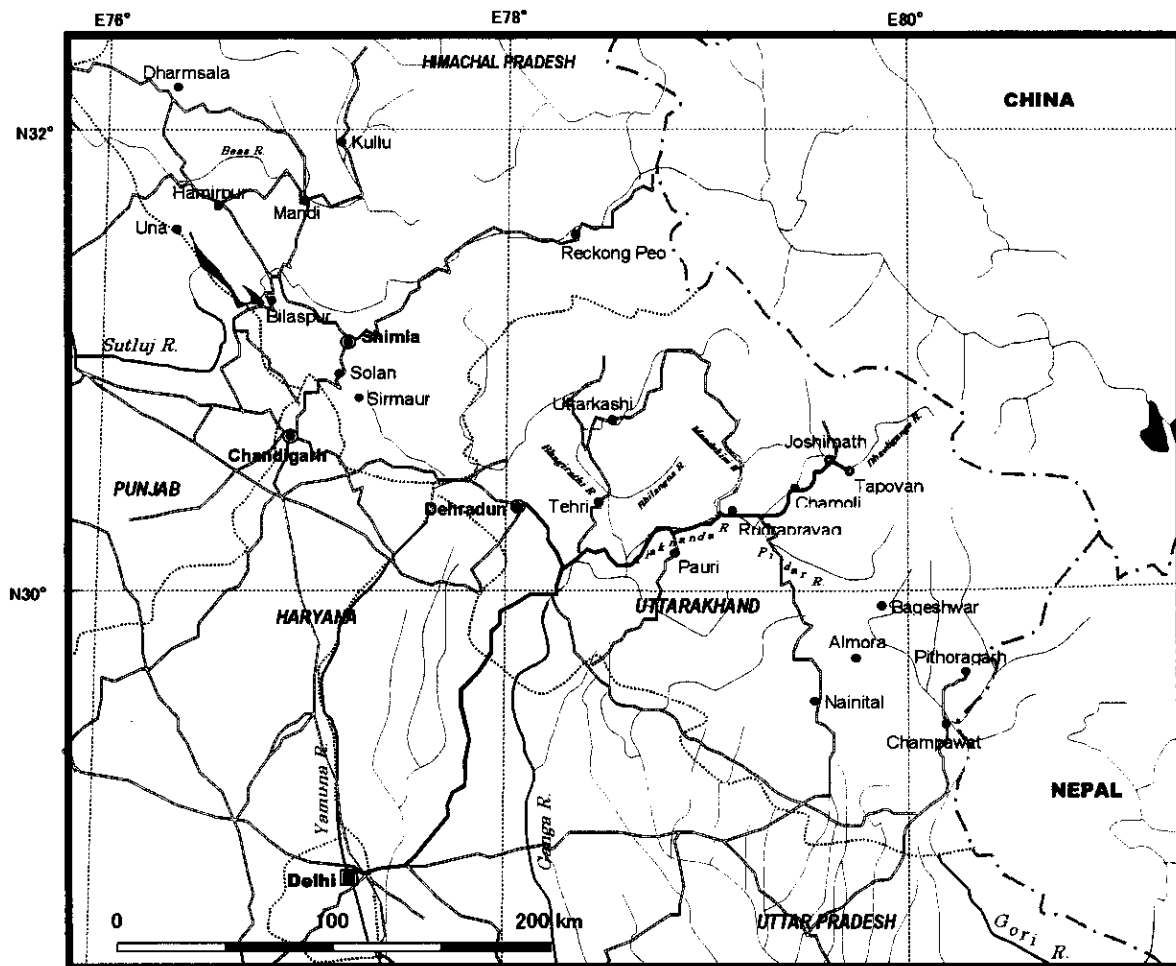 E76°
E78°
E80°
HIMACHAL PRADESH
Dharmsala
CHINA
N32°
Kullu
Beas R.
Hamirpur
Mandi
Una
Reckong Peo
Bilaspur
Shimla
Sutluj R.
Solan
Sirmaur
Uttarkashi
Chandigarh
Joshimath
Dhauliganga R.
Mandakini R.
PUNJAB
Bhagirathi R.
Bhilangna R.
Tapovan
Chamoli
Dehradun
Tehri
Rudraprayag
Pauri
N30°
HARYANA
UTTARAKHAND
Bageshwar
Almora
Pithoragarh
Nainital
Champawat
NEPAL
Yamuna R.
Ganga R.
Delhi
0 100 200 km
UTTAR PRADESH
Gori R.